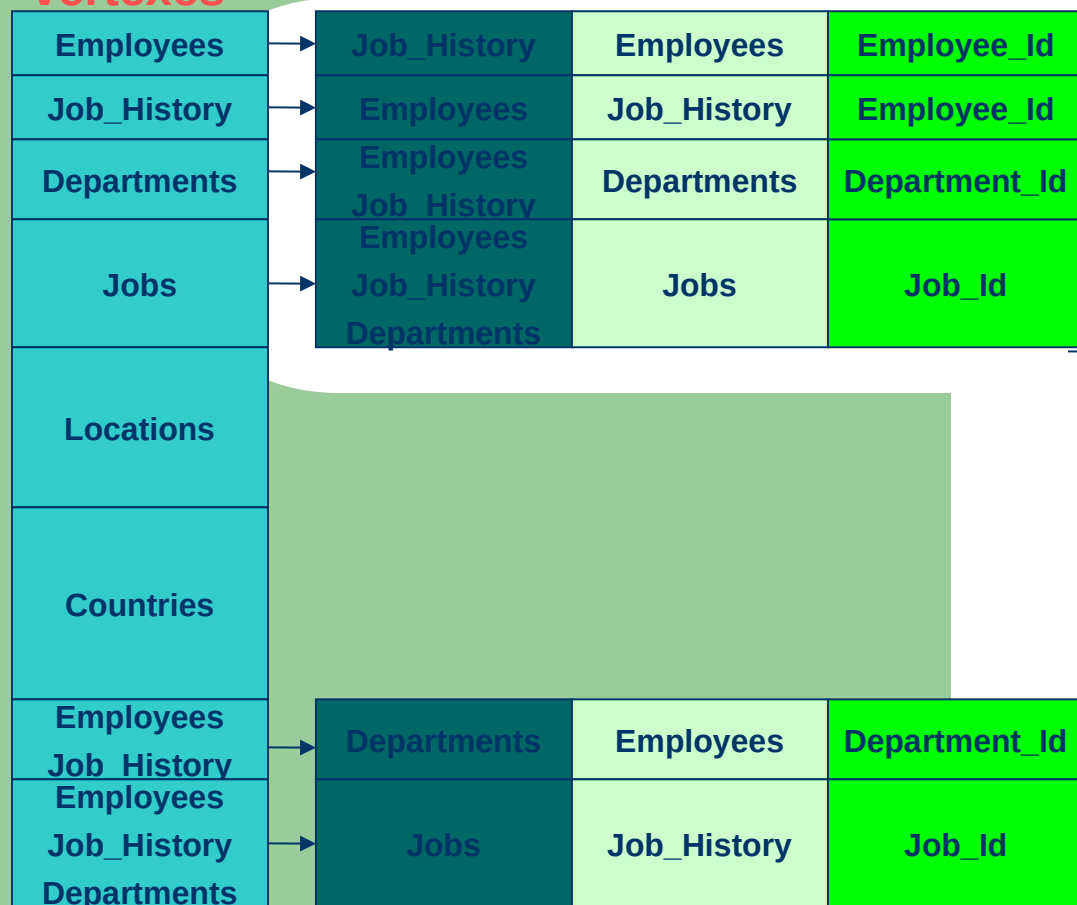 Vertexes
Employees Job_History Employees Employee_Id
Job_History Employees Job_History Employee_Id
Employees
Departments Departments Department_Id
Job_History
Employees
Jobs Job_History Jobs Job_Id
Departments
Locations
Countries
Employees
Departments Employees Department_Id
Job_History
Employees
Job_History Jobs Job_History Job_Id
Departments